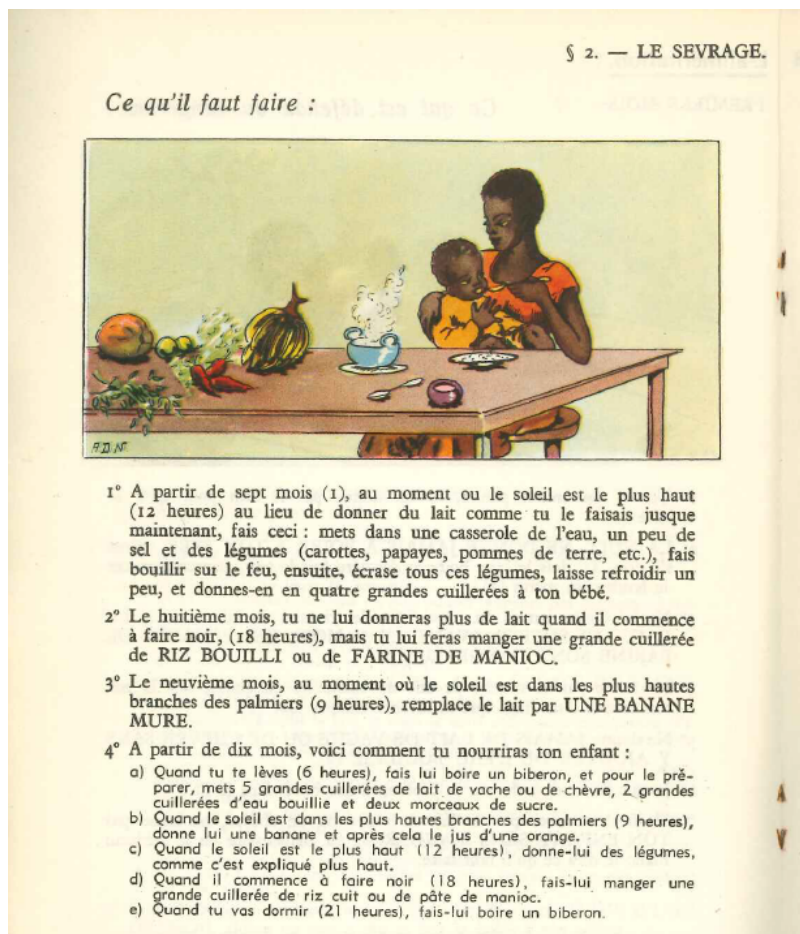 § 2. — LE SEVRAGE.
Ce qu'il faut faire :
A D N
1° A partir de sept mois (1), au moment ou le soleil est le plus haut
(12 heures) au lieu de donner du lait comme tu le faisais jusque
maintenant, fais ceci : mets dans une casserole de l'eau, un peu de
sel et des légumes (carottes, papayes, pommes de terre, etc.), fais
bouillir sur le feu, ensuite, écrase tous ces légumes, laisse refroidir un
peu, et donnes-en en quatre grandes cuillerées à ton bébé.
2° Le huitième mois, tu ne lui donneras plus de lait quand il commence
à faire noir, (18 heures), mais tu lui feras manger une grande cuillerée
de RIZ BOUILLI ou de FARINE DE MANIOC.
3° Le neuvième mois, au moment où le soleil est dans les plus hautes
branches des palmiers (9 heures), remplace le lait par UNE BANANE
MURE.
4° A partir de dix mois, voici comment tu nourriras ton enfant :
a) Quand tu te lèves (6 heures), fais lui boire un biberon, et pour le pré-
parer, mets 5 grandes cuillerées de lait de vache ou de chèvre, 2 grandes
cuillerées d'eau bouillie et deux morceaux de sucre.
b) Quand le soleil est dans les plus hautes branches des palmiers (9 heures),
donne lui une banane et après cela le jus d'une orange.
c) Quand le soleil est le plus haut (12 heures), donne-lui des légumes,
comme c'est expliqué plus haut.
d) Quand il commence à faire noir (18 heures), fais-lui manger une
grande cuillerée de riz cuit ou de pâte de manioc.
e) Quand tu vas dormir (21 heures), fais-lui boire un biberon.